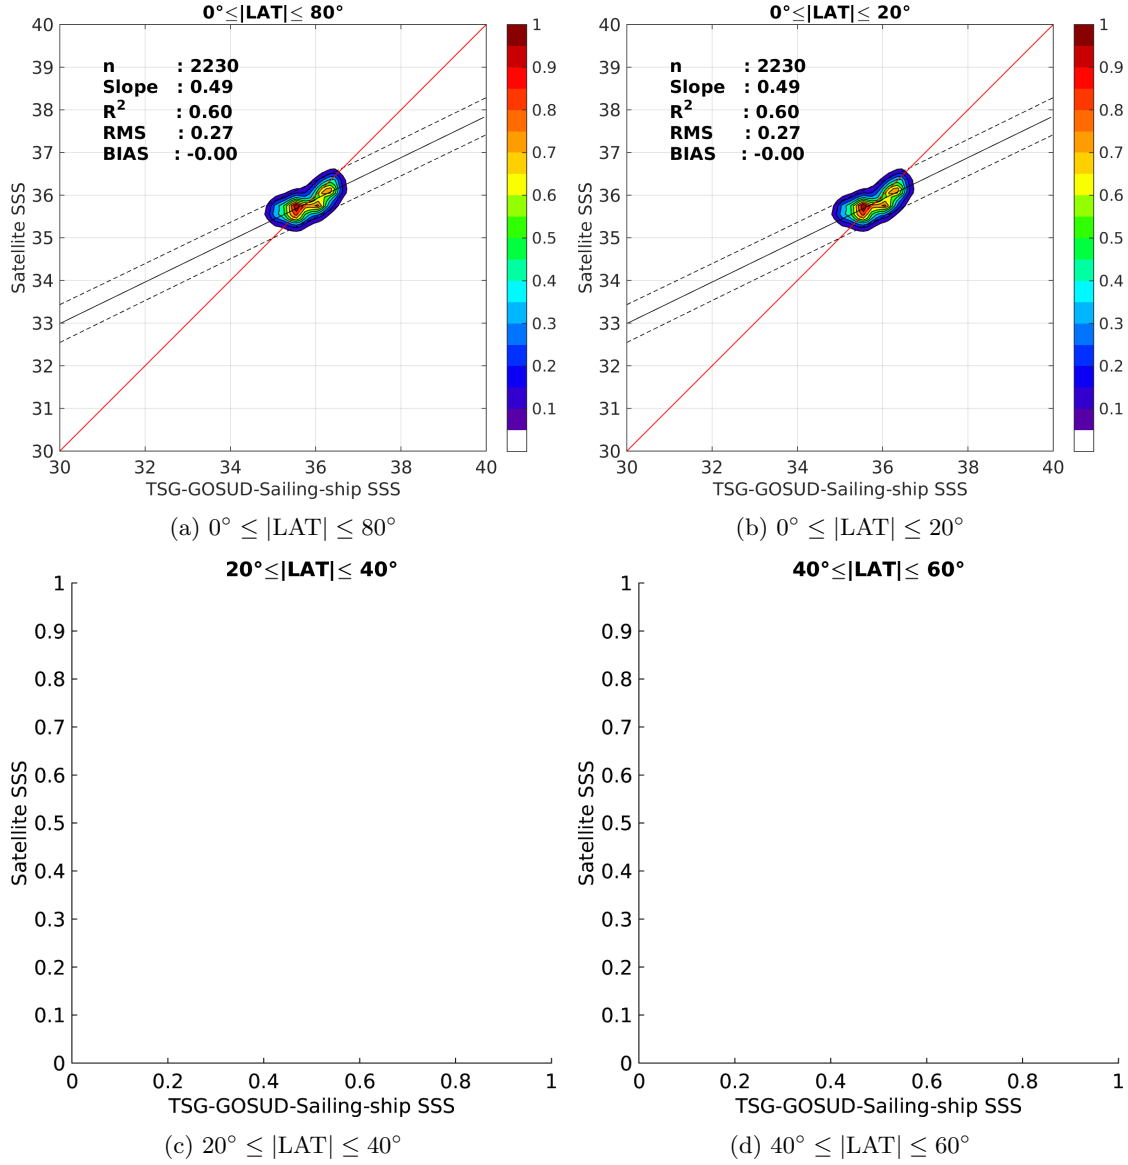 0°≤|LAT|≤ 80°
40
39
38
37
36
35
34
33
32
31
30
Satellite SSS
n : 2230
Slope : 0.49
R² : 0.60
RMS : 0.27
BIAS : -0.00
30 32 34 36 38 40
TSG-GOSUD-Sailing-ship SSS
1
0.9
0.8
0.7
0.6
0.5
0.4
0.3
0.2
0.1
(a) 0° ≤ |LAT| ≤ 80°
0°≤|LAT|≤ 20°
40
39
38
37
36
35
34
33
32
31
30
Satellite SSS
n : 2230
Slope : 0.49
R² : 0.60
RMS : 0.27
BIAS : -0.00
30 32 34 36 38 40
TSG-GOSUD-Sailing-ship SSS
1
0.9
0.8
0.7
0.6
0.5
0.4
0.3
0.2
0.1
(b) 0° ≤ |LAT| ≤ 20°
20°≤|LAT|≤ 40°
1
0.9
0.8
0.7
0.6
0.5
0.4
0.3
0.2
0.1
0
Satellite SSS
0 0.2 0.4 0.6 0.8 1
TSG-GOSUD-Sailing-ship SSS
(c) 20° ≤ |LAT| ≤ 40°
40°≤|LAT|≤ 60°
1
0.9
0.8
0.7
0.6
0.5
0.4
0.3
0.2
0.1
0
Satellite SSS
0 0.2 0.4 0.6 0.8 1
TSG-GOSUD-Sailing-ship SSS
(d) 40° ≤ |LAT| ≤ 60°